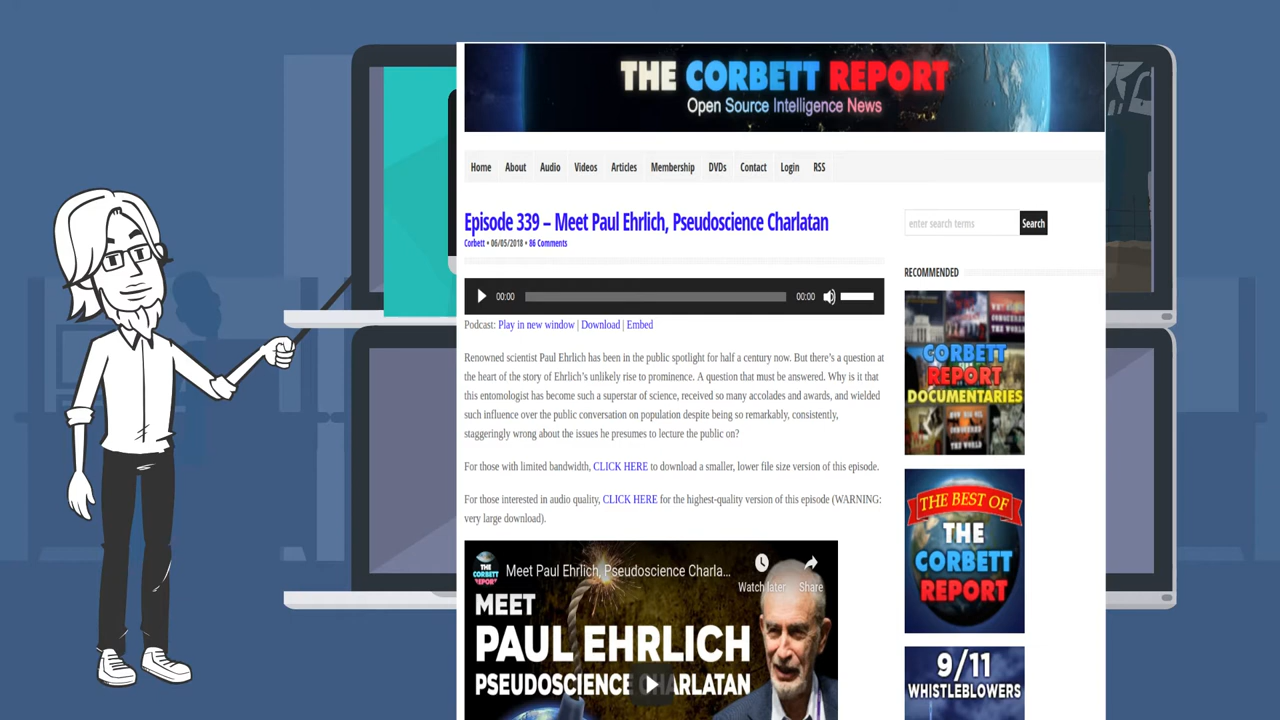 THE CORBETT REPORT
Open Source Intelligence News
Home About Audio Videos Articles Membership DVDs Contact Login RSS
Episode 339 – Meet Paul Ehrlich, Pseudoscience Charlatan
Corbett • 06/05/2018 • 86 Comments
enter search terms Search
00:00 00:00
Podcast: Play in new window | Download | Embed
Renowned scientist Paul Ehrlich has been in the public spotlight for half a century now. But there's a question at
the heart of the story of Ehrlich's unlikely rise to prominence. A question that must be answered. Why is it that
this entomologist has become such a superstar of science, received so many accolades and awards, and wielded
such influence over the public conversation on population despite being so remarkably, consistently,
staggeringly wrong about the issues he presumes to lecture the public on?
For those with limited bandwidth, CLICK HERE to download a smaller, lower file size version of this episode.
For those interested in audio quality, CLICK HERE for the highest-quality version of this episode (WARNING:
very large download).
THE
CORBETT
REPORT
Meet Paul Ehrlich, Pseudoscience Charla...
Watch later
Share
MEET
PAUL EHRLICH
PSEUDOSCIENCE CHARLATAN
RECOMMENDED
CORBETT
REPORT
DOCUMENTARIES
THE BEST OF
THE
CORBETT
REPORT
9/11
WHISTLEBLOWERS